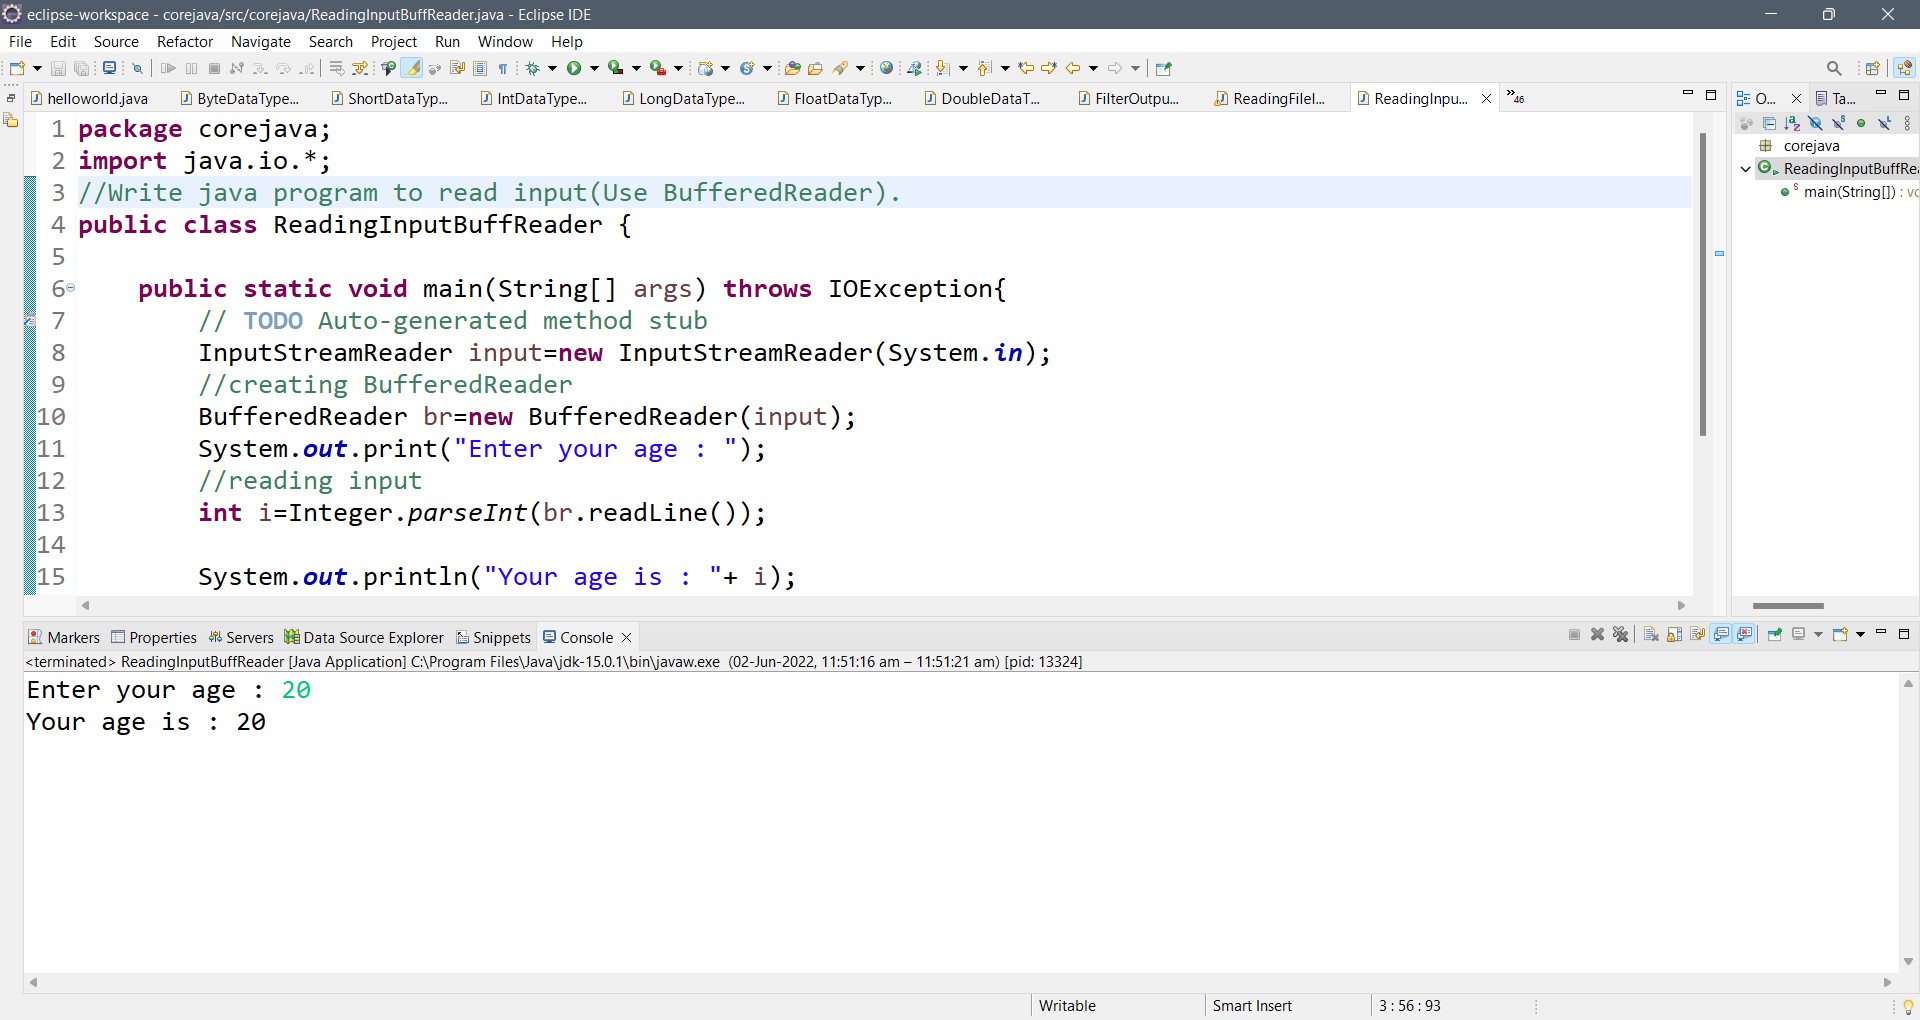 eclipse-workspace - corejava/src/corejava/ReadingInputBuffReader.java - Eclipse IDE
File Edit Source Refactor Navigate Search Project Run Window Help
helloworld.java ByteDataType... ShortDataTyp... IntDataType... LongDataType... FloatDataTyp... DoubleDataT... FilterOutpu... ReadingFileI... ReadingInpu... »46 O... Ta...
1 package corejava;
2 import java.io.*;
3 //Write java program to read input(Use BufferedReader).
4 public class ReadingInputBuffReader {
5
6 public static void main(String[] args) throws IOException{
7 // TODO Auto-generated method stub
8 InputStreamReader input=new InputStreamReader(System.in);
9 //creating BufferedReader
10 BufferedReader br=new BufferedReader(input);
11 System.out.print("Enter your age : ");
12 //reading input
13 int i=Integer.parseInt(br.readLine());
14
15 System.out.println("Your age is : "+ i);
corejava
ReadingInputBuffRea
main(String[]) : vo
Markers Properties Servers Data Source Explorer Snippets Console
<terminated> ReadingInputBuffReader [Java Application] C:\Program Files\Java\jdk-15.0.1\bin\javaw.exe (02-Jun-2022, 11:51:16 am – 11:51:21 am) [pid: 13324]
Enter your age : 20
Your age is : 20
Writable Smart Insert 3 : 56 : 93